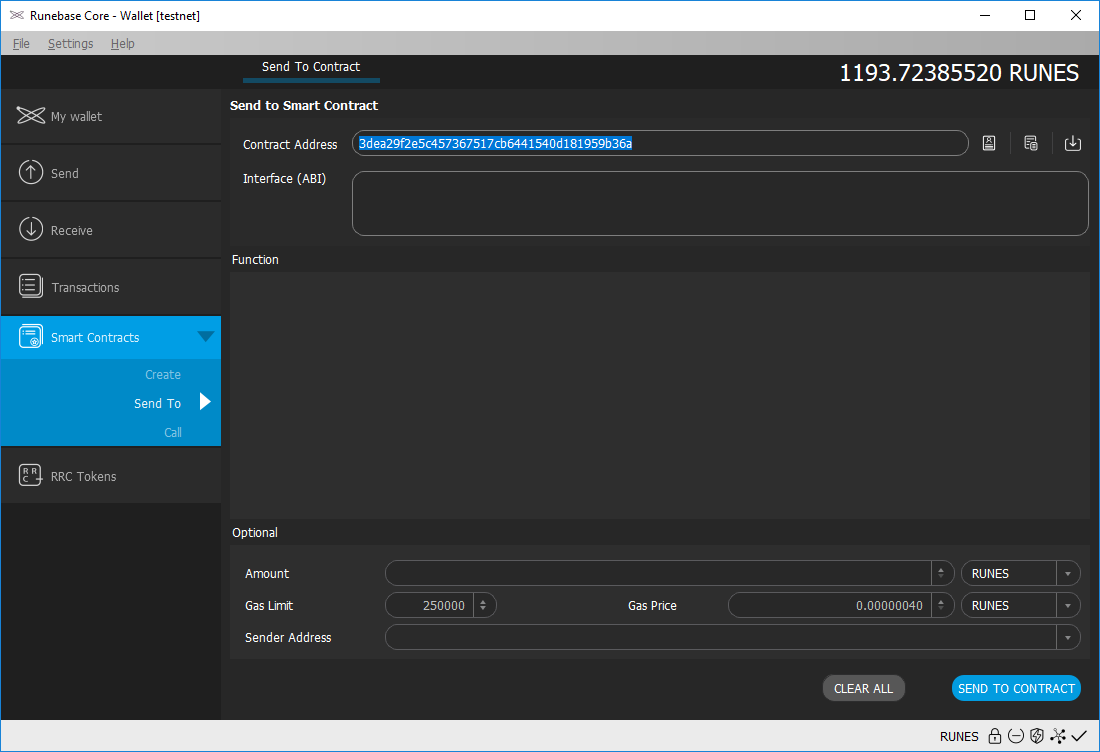 Runebase Core - Wallet [testnet]
File Settings Help
Send To Contract
1193.72385520 RUNES
My wallet
Send
Receive
Transactions
Smart Contracts
Create
Send To
Call
R R C RRC Tokens
Send to Smart Contract
Contract Address 3dea29f2e5c457367517cb6441540d181959b36a
Interface (ABI)
Function
Optional
Amount RUNES
Gas Limit 250000 Gas Price 0.00000040 RUNES
Sender Address
CLEAR ALL SEND TO CONTRACT
RUNES